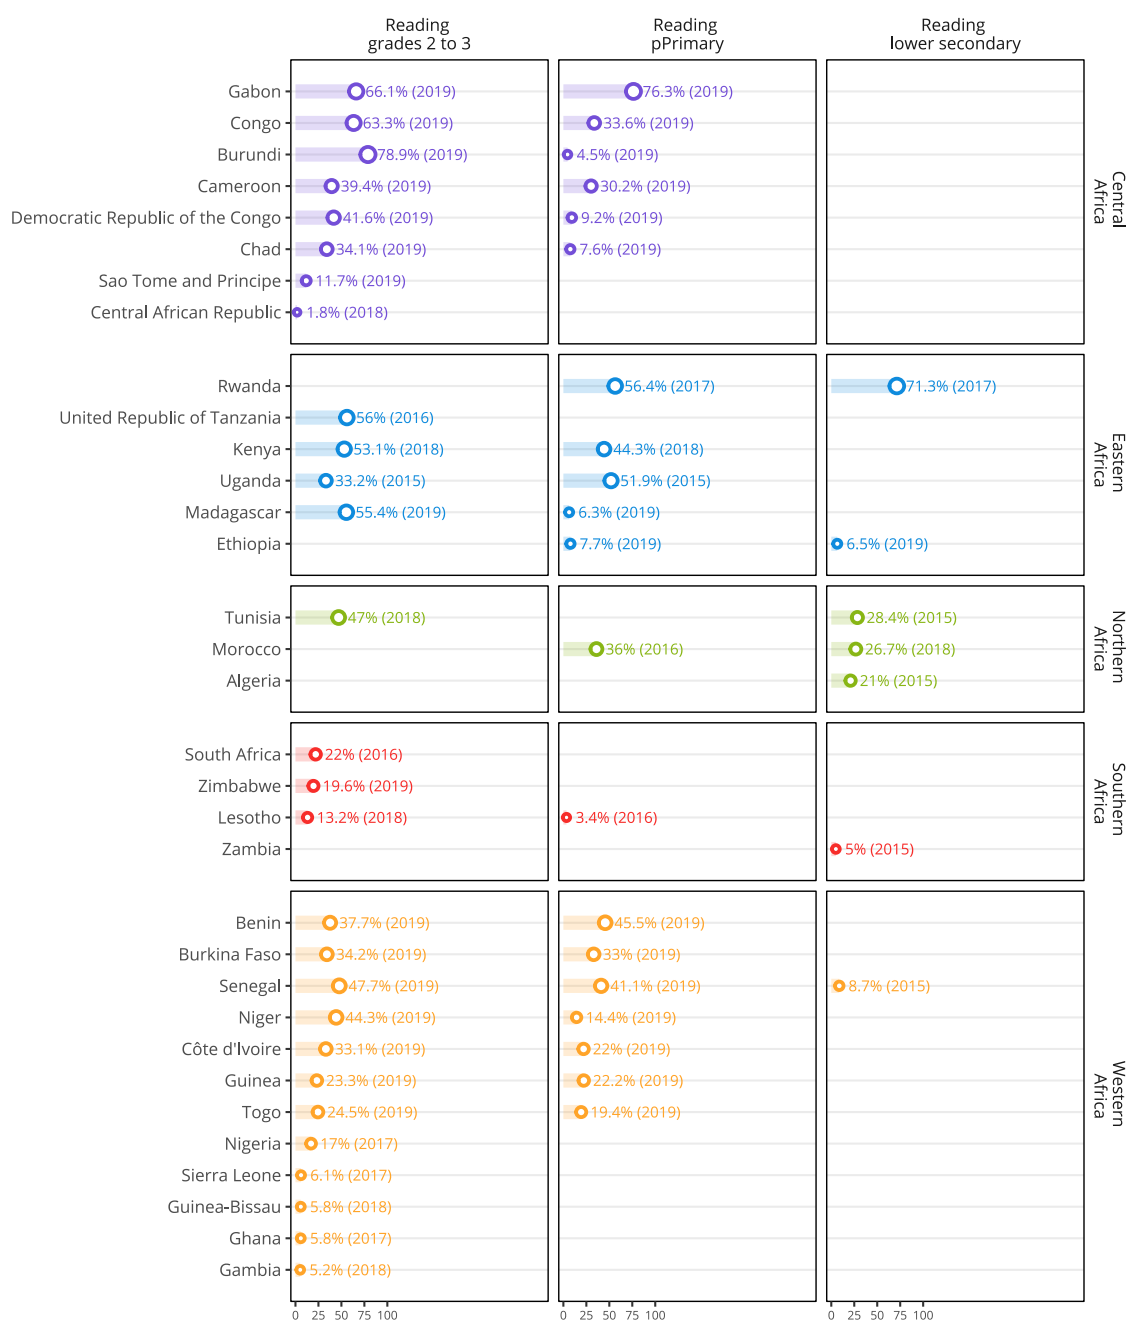 Reading
grades 2 to 3
Reading
pPrimary
Reading
lower secondary
Gabon 66.1% (2019) 76.3% (2019)
Congo 63.3% (2019) 33.6% (2019)
Burundi 78.9% (2019) 4.5% (2019)
Cameroon 39.4% (2019) 30.2% (2019)
Democratic Republic of the Congo 41.6% (2019) 9.2% (2019)
Chad 34.1% (2019) 7.6% (2019)
Sao Tome and Principe 11.7% (2019)
Central African Republic 1.8% (2018)
Central
Africa
Rwanda 56.4% (2017) 71.3% (2017)
United Republic of Tanzania 56% (2016)
Kenya 53.1% (2018) 44.3% (2018)
Uganda 33.2% (2015) 51.9% (2015)
Madagascar 55.4% (2019) 6.3% (2019)
Ethiopia 7.7% (2019) 6.5% (2019)
Eastern
Africa
Tunisia 47% (2018) 28.4% (2015)
Morocco 36% (2016) 26.7% (2018)
Algeria 21% (2015)
Northern
Africa
South Africa 22% (2016)
Zimbabwe 19.6% (2019)
Lesotho 13.2% (2018) 3.4% (2016)
Zambia 5% (2015)
Southern
Africa
Benin 37.7% (2019) 45.5% (2019)
Burkina Faso 34.2% (2019) 33% (2019)
Senegal 47.7% (2019) 41.1% (2019) 8.7% (2015)
Niger 44.3% (2019) 14.4% (2019)
Côte d'Ivoire 33.1% (2019) 22% (2019)
Guinea 23.3% (2019) 22.2% (2019)
Togo 24.5% (2019) 19.4% (2019)
Nigeria 17% (2017)
Sierra Leone 6.1% (2017)
Guinea-Bissau 5.8% (2018)
Ghana 5.8% (2017)
Gambia 5.2% (2018)
Western
Africa
0 25 50 75 100 0 25 50 75 100 0 25 50 75 100